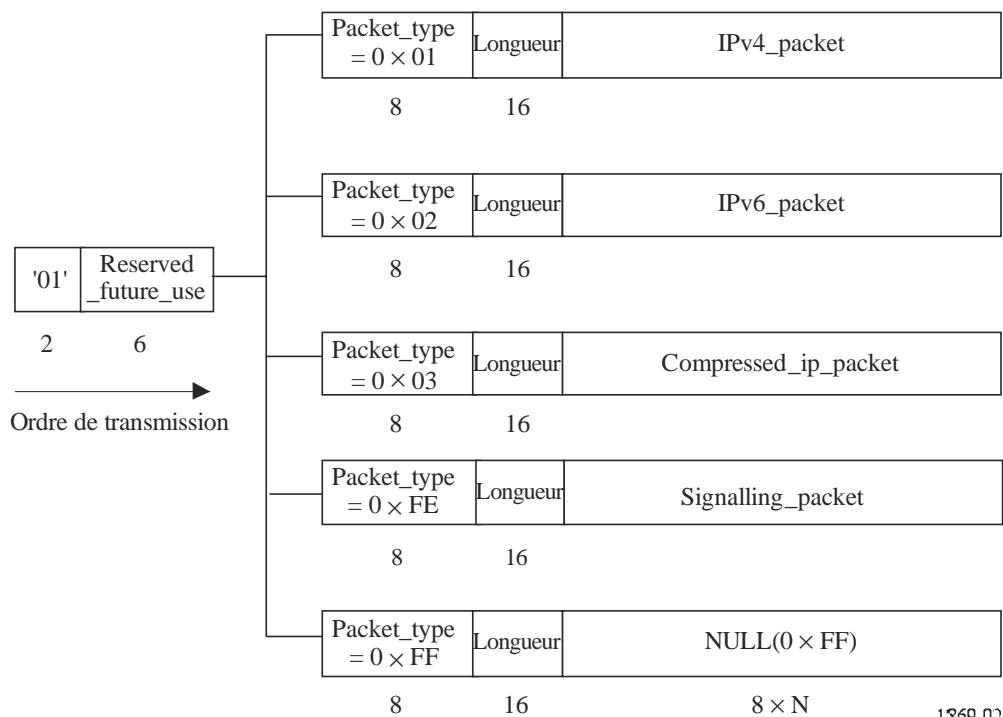 Packet_type
= 0 × 01
Longueur
IPv4_packet
8
16
Packet_type
= 0 × 02
Longueur
IPv6_packet
8
16
'01'
Reserved
_future_use
2
6
Ordre de transmission
Packet_type
= 0 × 03
Longueur
Compressed_ip_packet
8
16
Packet_type
= 0 × FE
Longueur
Signalling_packet
8
16
Packet_type
= 0 × FF
Longueur
NULL(0 × FF)
8
16
8 × N